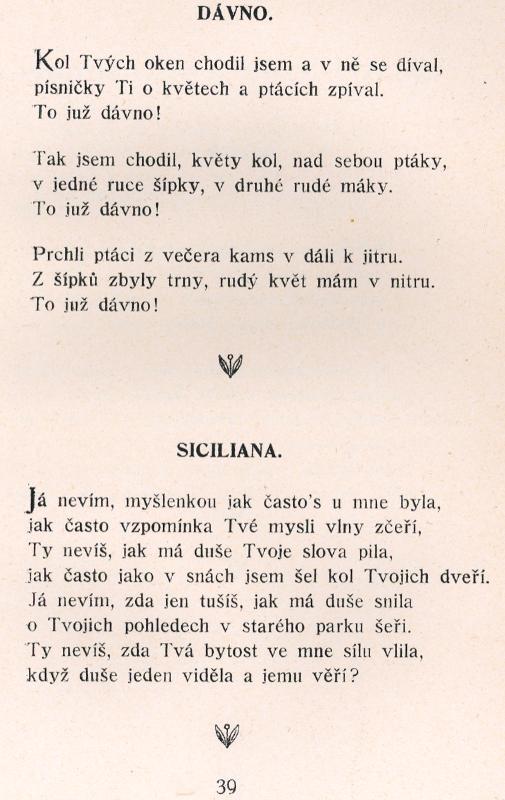 DÁVNO.
Kol Tvých oken chodil jsem a v ně se díval,
písničky Ti o květech a ptácích zpíval.
To již dávno!
Tak jsem chodil, květy kol, nad sebou ptáky,
v jedné ruce šípky, v druhé rudé máky.
To již dávno!
Prchli ptáci z večera kams v dáli k jitru.
Z šípků zbyly trny, rudý květ mám v nitru.
To již dávno!
SICILIANA.
Já nevím, myšlenkou jak často's u mne byla,
jak často vzpomínka Tvé mysli vlny zčeří,
Ty nevíš, jak má duše Tvoje slova pila,
jak často jako v snách jsem šel kol Tvojich dveří.
Já nevím, zda jen tušíš, jak má duše snila
o Tvojich pohledech v starého parku šeři.
Ty nevíš, zda Tvá bytost ve mne sílu vlila,
když duše jeden viděla a jemu věří?
39